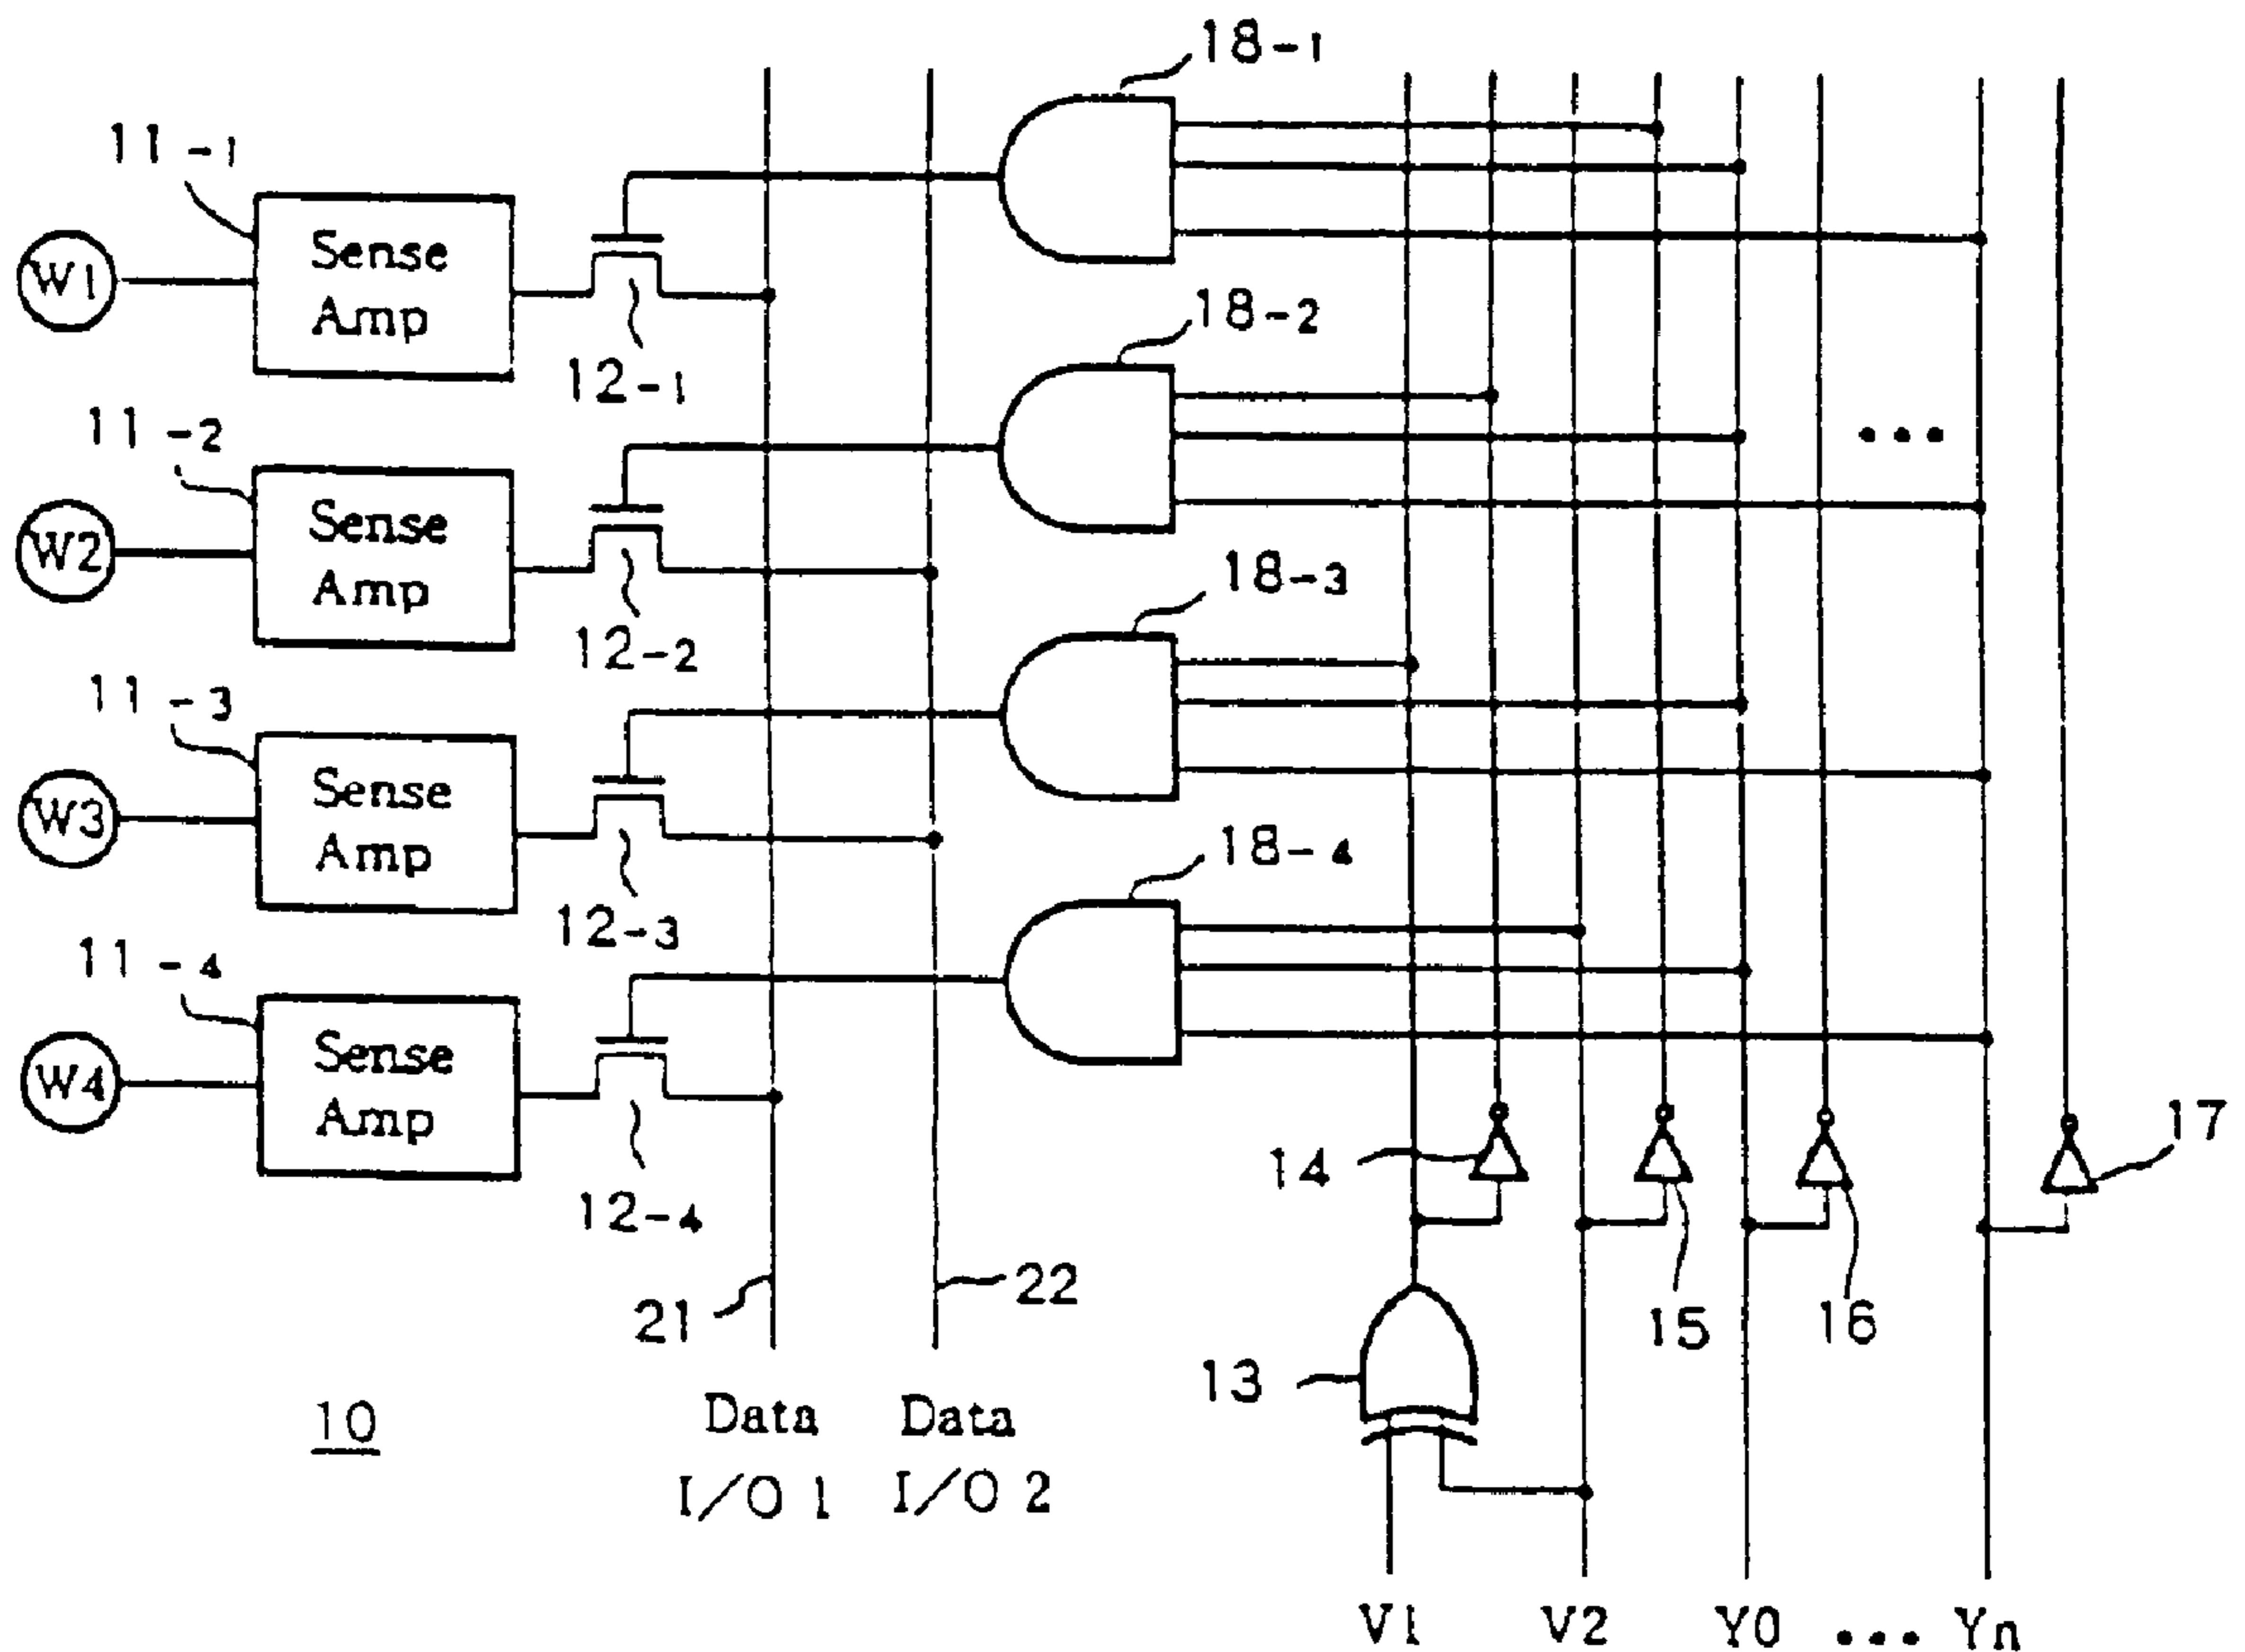 18-1
11-1
W1
Sense
Amp
12-1
18-2
11-2
W2
Sense
Amp
12-2
...
18-3
11-3
W3
Sense
Amp
12-3
18-4
11-4
W4
Sense
Amp
12-4
14
17
15
16
21
22
13
10
Data
I/O 1
Data
I/O 2
V1
V2
Y0
...
Yn